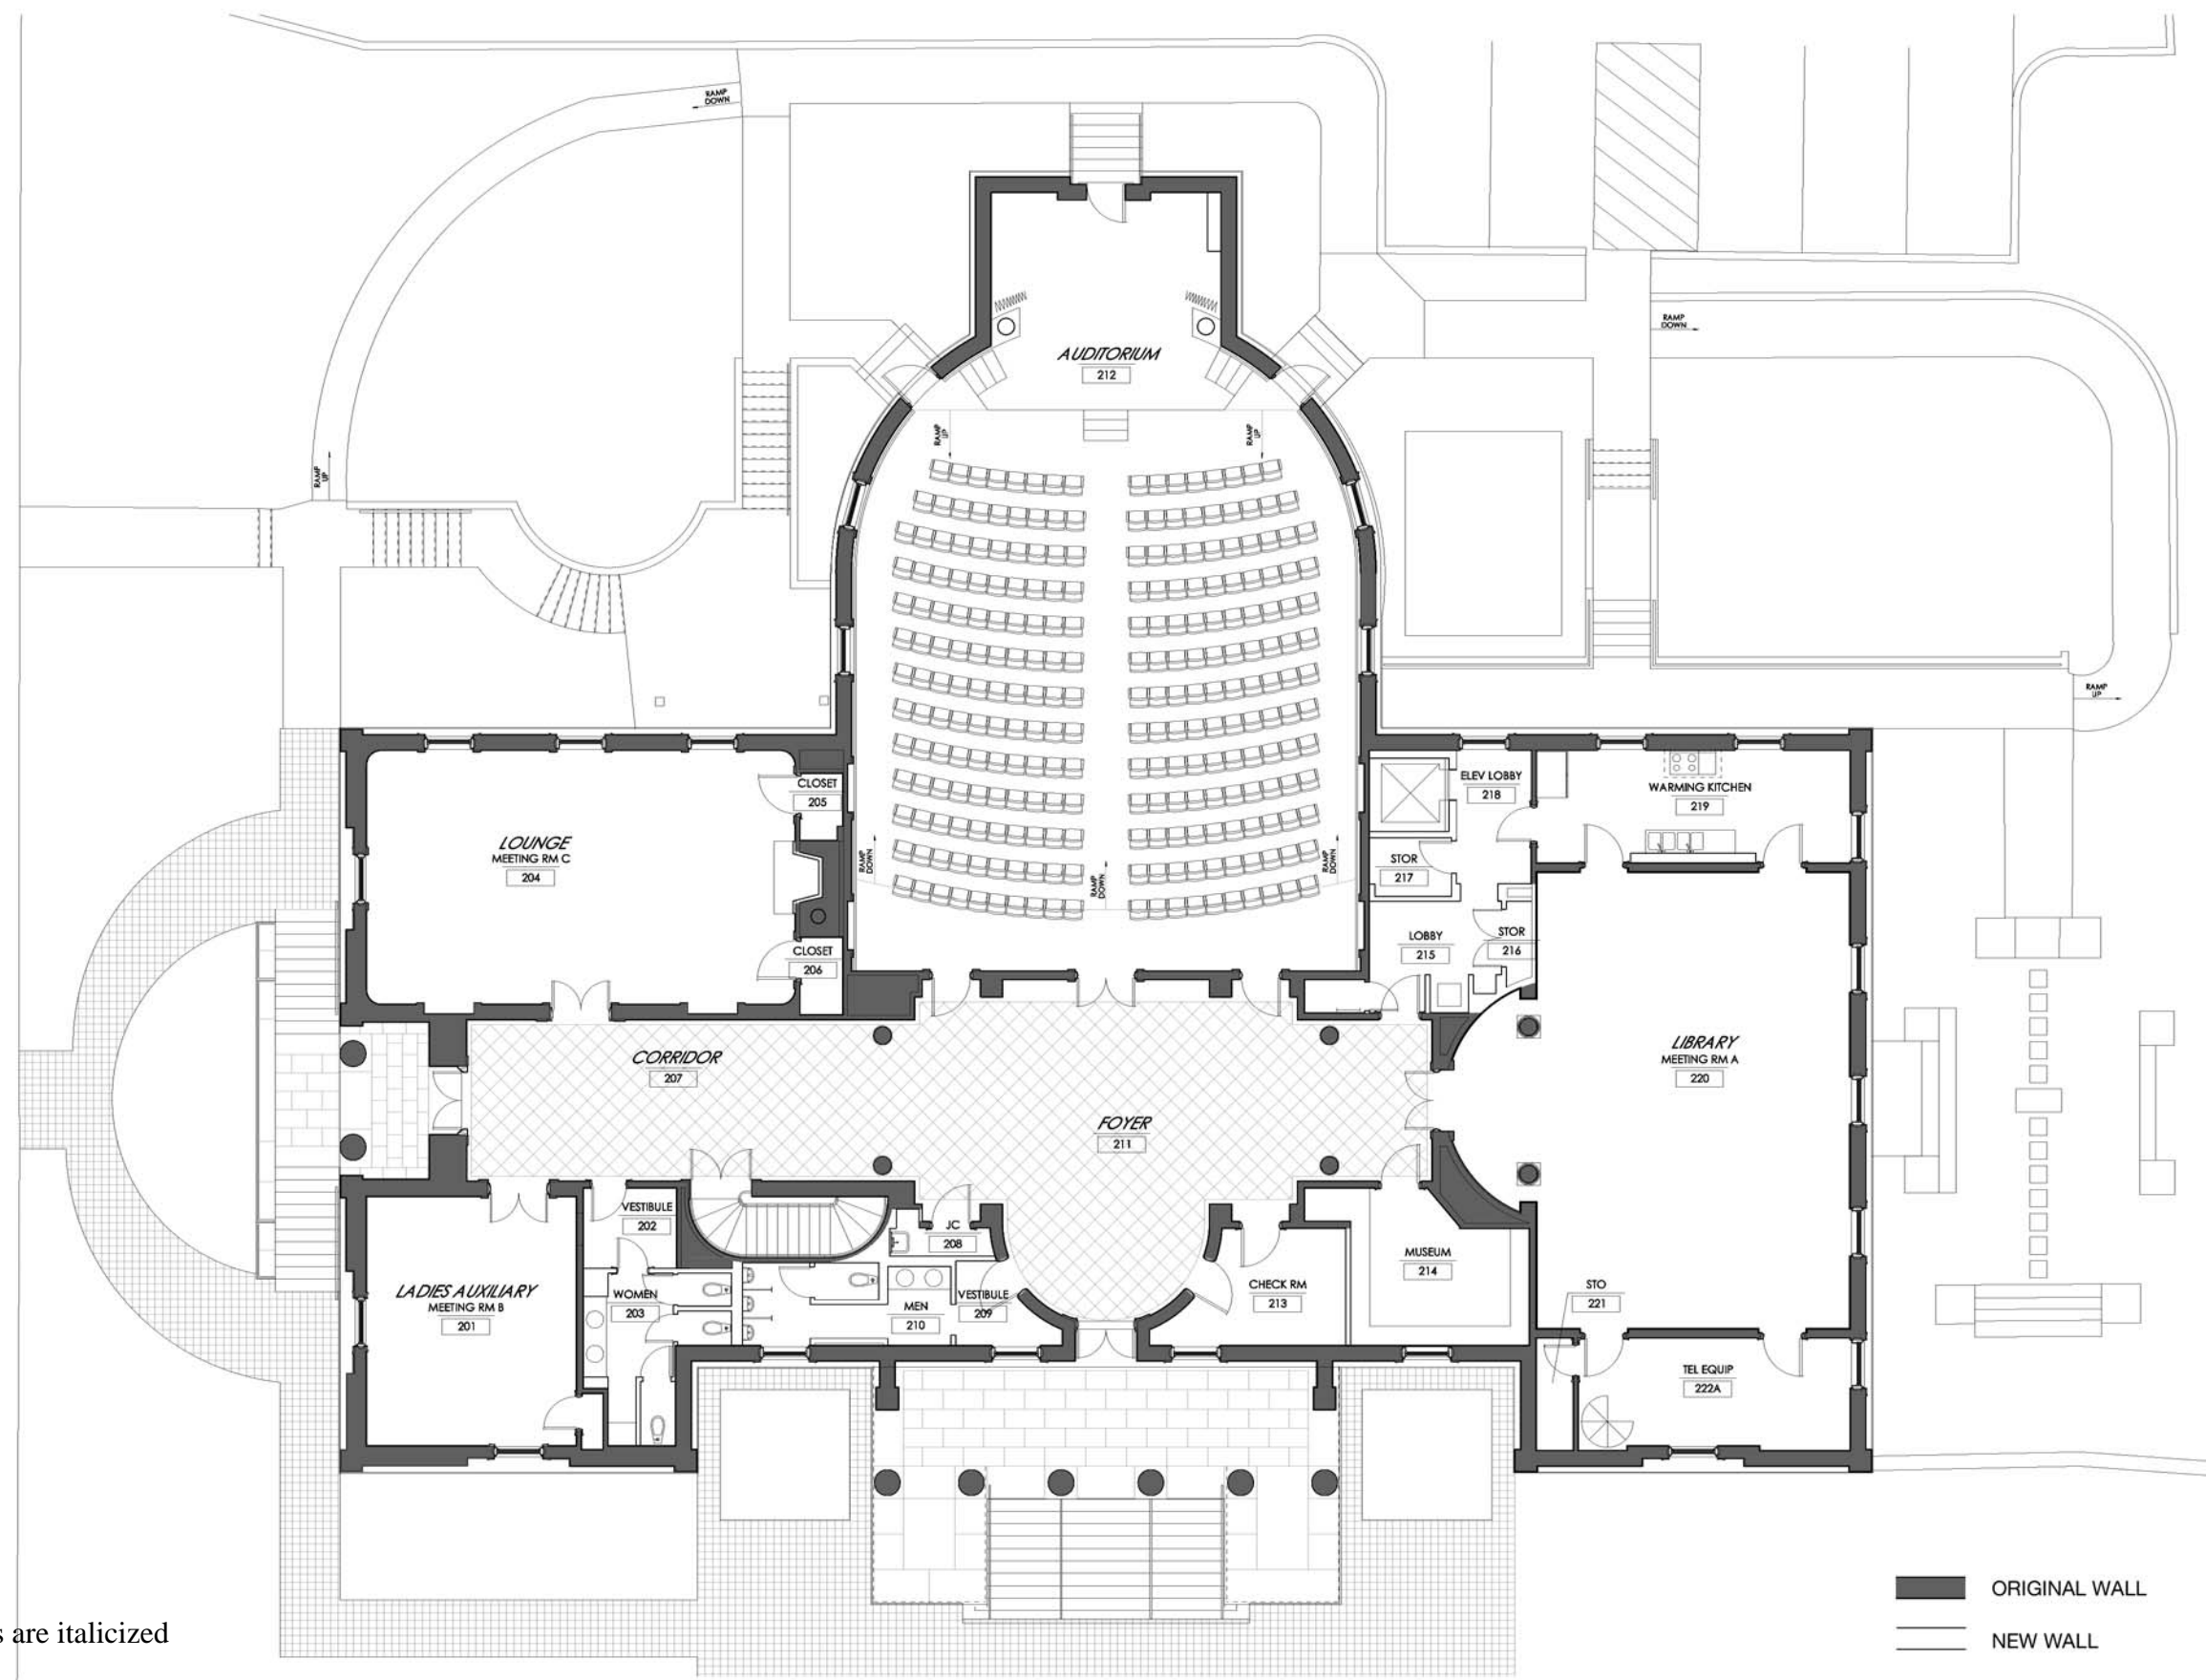 RAMP
DOWN
AUDITORIUM
212
RAMP
DOWN
RAMP
UP
RAMP
UP
RAMP
UP
RAMP
UP
CLOSET
205
ELEV LOBBY
218
WARMING KITCHEN
219
LOUNGE
MEETING RM C
204
RAMP
DOWN
RAMP
DOWN
RAMP
DOWN
STOR
217
CLOSET
206
LOBBY
215
STOR
216
CORRIDOR
207
LIBRARY
MEETING RM A
220
FOYER
211
VESTIBULE
202
JC
208
MUSEUM
214
LADIES AUXILIARY
MEETING RM B
201
WOMEN
203
MEN
210
VESTIBULE
209
CHECK RM
213
STO
221
TEL EQUIP
222A
ORIGINAL WALL
NEW WALL
s are italicized